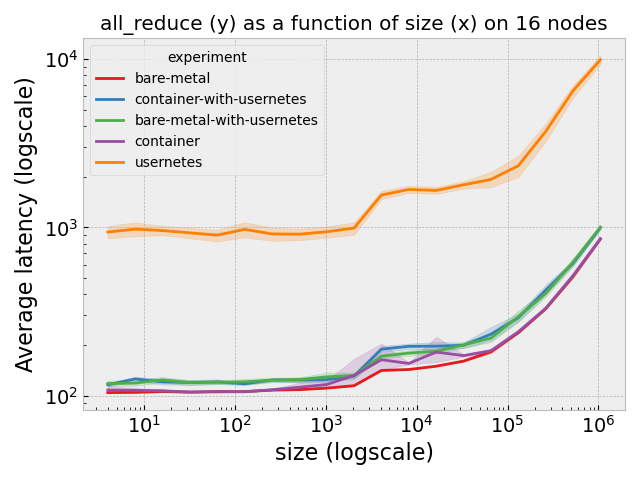 all_reduce (y) as a function of size (x) on 16 nodes
experiment
bare-metal
container-with-usernetes
bare-metal-with-usernetes
container
usernetes
Average latency (logscale)
10⁴
10³
10²
10¹ 10² 10³ 10⁴ 10⁵ 10⁶
size (logscale)